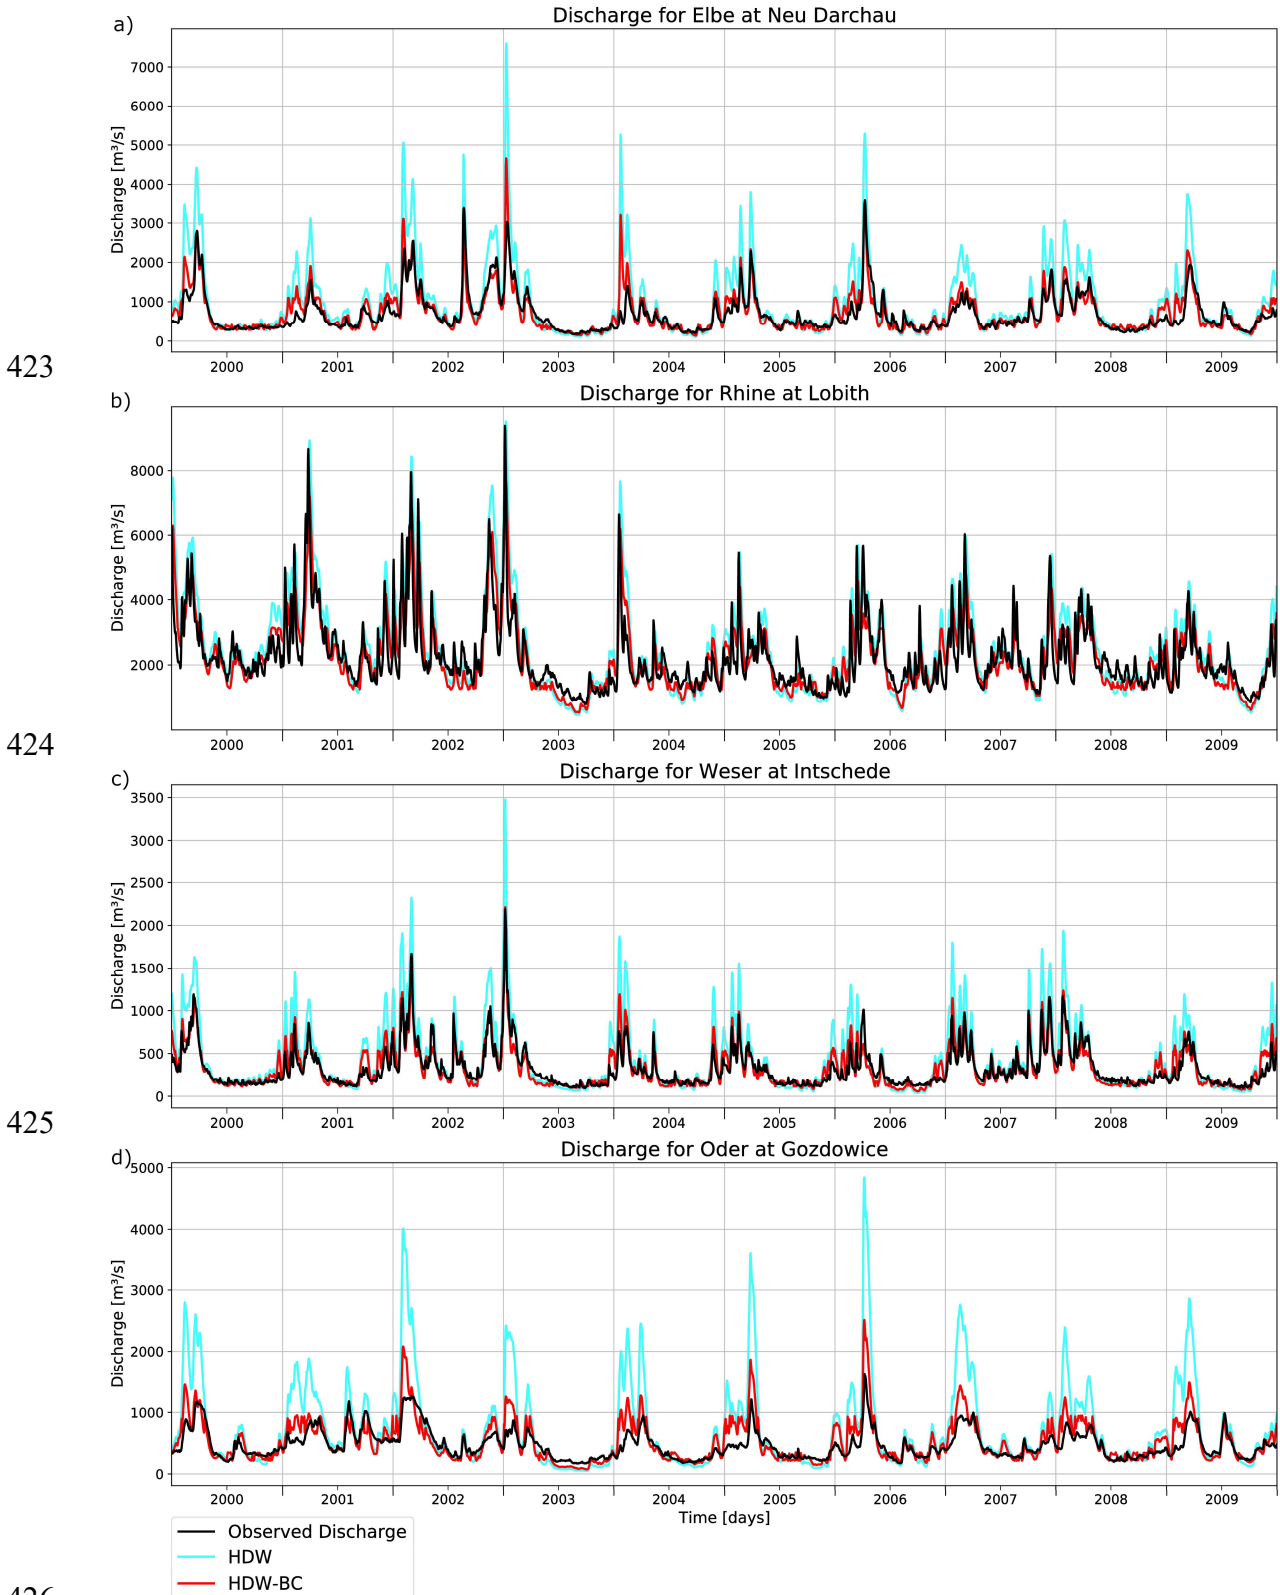 a)
Discharge for Elbe at Neu Darchau
7000
6000
5000
4000
3000
2000
1000
0
Discharge [m³/s]
2000 2001 2002 2003 2004 2005 2006 2007 2008 2009
423
b)
Discharge for Rhine at Lobith
8000
6000
4000
2000
Discharge [m³/s]
2000 2001 2002 2003 2004 2005 2006 2007 2008 2009
424
c)
Discharge for Weser at Intschede
3500
3000
2500
2000
1500
1000
500
0
Discharge [m³/s]
2000 2001 2002 2003 2004 2005 2006 2007 2008 2009
425
d)
Discharge for Oder at Gozdowice
5000
4000
3000
2000
1000
0
Discharge [m³/s]
2000 2001 2002 2003 2004 2005 2006 2007 2008 2009
Time [days]
Observed Discharge
HDW
HDW-BC